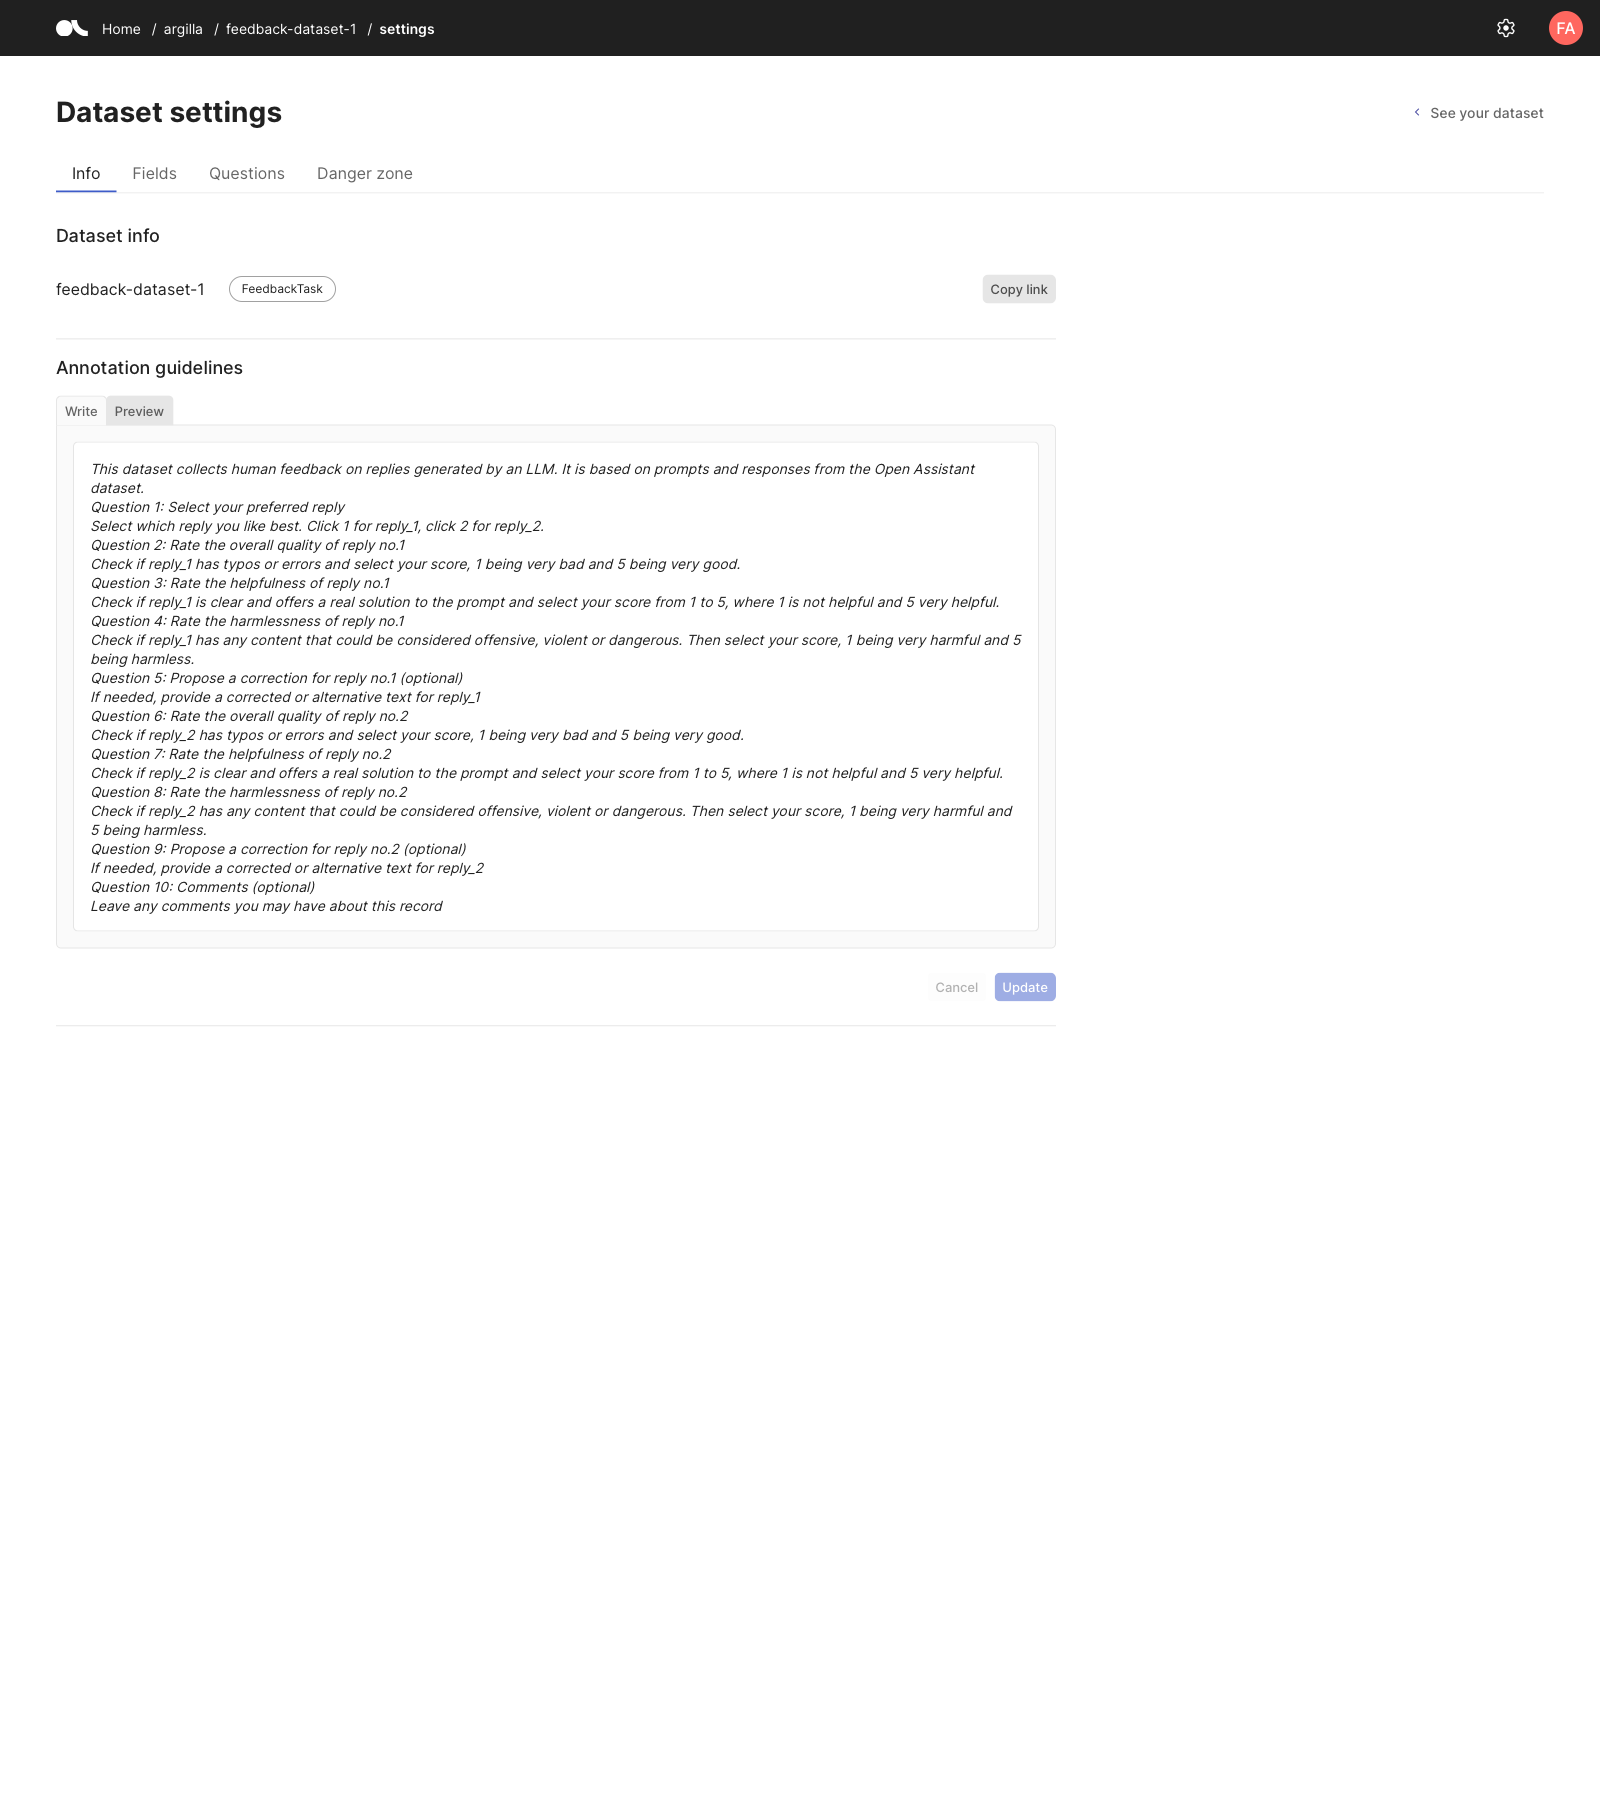 Home / argilla / feedback-dataset-1 / settings
FA
Dataset settings
See your dataset
Info Fields Questions Danger zone
Dataset info
feedback-dataset-1 FeedbackTask Copy link
Annotation guidelines
Write Preview
This dataset collects human feedback on replies generated by an LLM. It is based on prompts and responses from the Open Assistant
dataset.
Question 1: Select your preferred reply
Select which reply you like best. Click 1 for reply_1, click 2 for reply_2.
Question 2: Rate the overall quality of reply no.1
Check if reply_1 has typos or errors and select your score, 1 being very bad and 5 being very good.
Question 3: Rate the helpfulness of reply no.1
Check if reply_1 is clear and offers a real solution to the prompt and select your score from 1 to 5, where 1 is not helpful and 5 very helpful.
Question 4: Rate the harmlessness of reply no.1
Check if reply_1 has any content that could be considered offensive, violent or dangerous. Then select your score, 1 being very harmful and 5
being harmless.
Question 5: Propose a correction for reply no.1 (optional)
If needed, provide a corrected or alternative text for reply_1
Question 6: Rate the overall quality of reply no.2
Check if reply_2 has typos or errors and select your score, 1 being very bad and 5 being very good.
Question 7: Rate the helpfulness of reply no.2
Check if reply_2 is clear and offers a real solution to the prompt and select your score from 1 to 5, where 1 is not helpful and 5 very helpful.
Question 8: Rate the harmlessness of reply no.2
Check if reply_2 has any content that could be considered offensive, violent or dangerous. Then select your score, 1 being very harmful and
5 being harmless.
Question 9: Propose a correction for reply no.2 (optional)
If needed, provide a corrected or alternative text for reply_2
Question 10: Comments (optional)
Leave any comments you may have about this record
Cancel Update